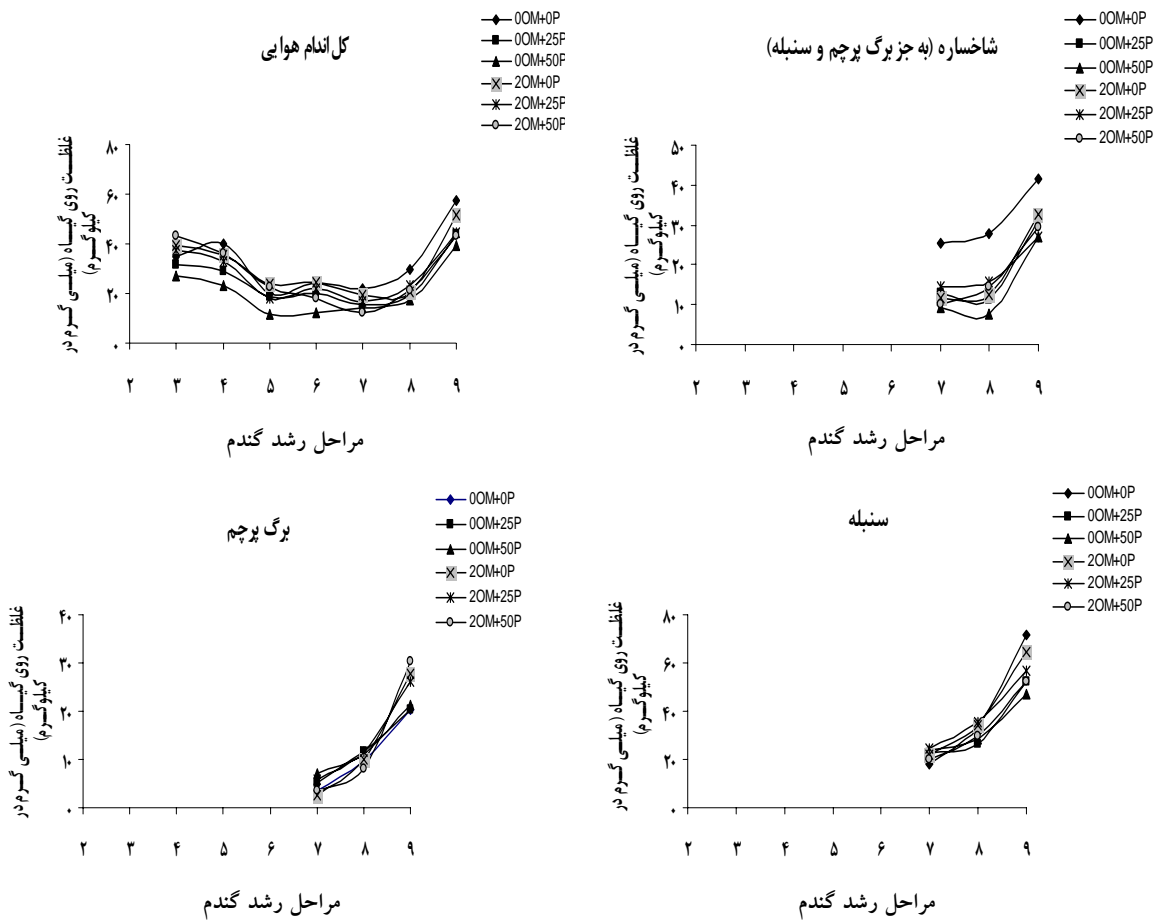 کل اندام هوایی
0OM+0P
0OM+25P
0OM+50P
2OM+0P
2OM+25P
2OM+50P
غلظت روی گیاه (میلی گرم در
کیلوگرم)
۸۰
۶۰
۴۰
۲۰
۰
۲ ۳ ۴ ۵ ۶ ۷ ۸ ۹
مراحل رشد گندم
شاخساره (به جز برگ پرچم و سنبله)
0OM+0P
0OM+25P
0OM+50P
2OM+0P
2OM+25P
2OM+50P
غلظت روی گیاه (میلی گرم در
کیلوگرم)
۵۰
۴۰
۳۰
۲۰
۱۰
۰
۲ ۳ ۴ ۵ ۶ ۷ ۸ ۹
مراحل رشد گندم
برگ پرچم
0OM+0P
0OM+25P
0OM+50P
2OM+0P
2OM+25P
2OM+50P
غلظت روی گیاه (میلی گرم در
کیلوگرم)
۴۰
۳۰
۲۰
۱۰
۰
۲ ۳ ۴ ۵ ۶ ۷ ۸ ۹
مراحل رشد گندم
سنبله
0OM+0P
0OM+25P
0OM+50P
2OM+0P
2OM+25P
2OM+50P
غلظت روی گیاه (میلی گرم در
کیلوگرم)
۸۰
۶۰
۴۰
۲۰
۰
۲ ۳ ۴ ۵ ۶ ۷ ۸ ۹
مراحل رشد گندم